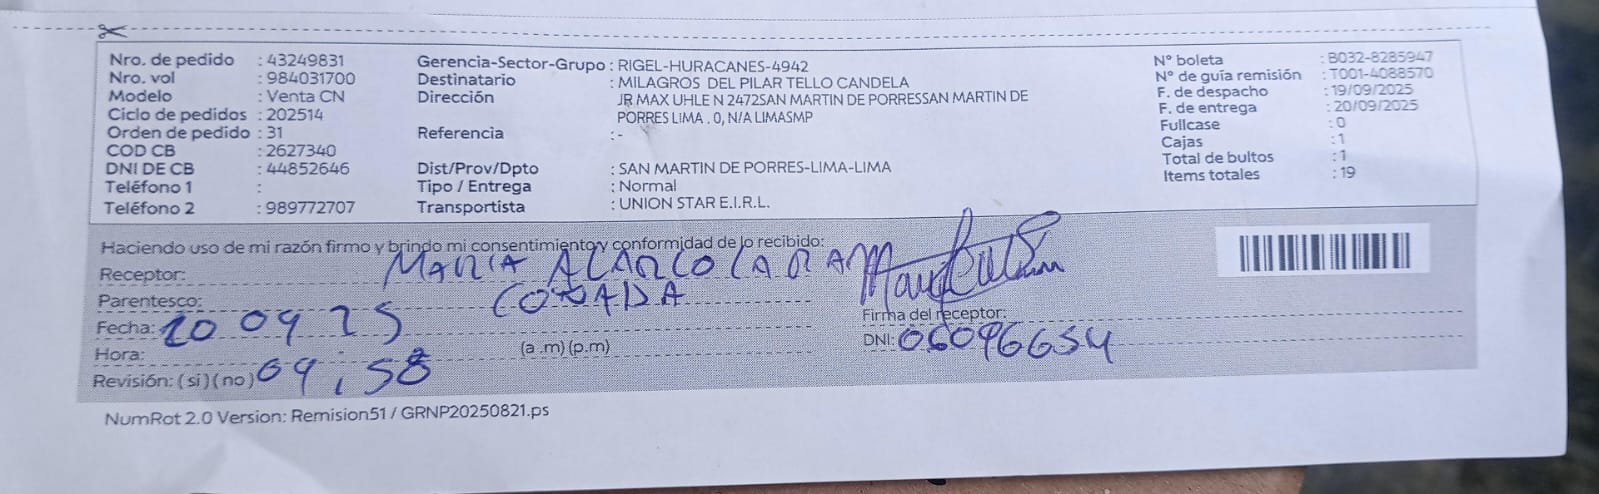 Nro. de pedido : 43249831
Nro. vol : 984031700
Modelo : Venta CN
Ciclo de pedidos : 202514
Orden de pedido : 31
COD CB : 2627340
DNI DE CB : 44852646
Teléfono 1 :
Teléfono 2 : 989772707
Gerencia-Sector-Grupo : RIGEL-HURACANES-4942
Destinatario : MILAGROS DEL PILAR TELLO CANDELA
Dirección JR MAX UHLE N 2472SAN MARTIN DE PORRESSAN MARTIN DE
PORRES LIMA . 0, N/A LIMASMP
Referencia :-
Dist/Prov/Dpto : SAN MARTIN DE PORRES-LIMA-LIMA
Tipo / Entrega : Normal
Transportista : UNION STAR E.I.R.L.
N° boleta : B032-8285947
N° de guía remisión : T001-4088570
F. de despacho : 19/09/2025
F. de entrega : 20/09/2025
Fullcase : 0
Cajas : 1
Total de bultos : 1
Items totales : 19
Haciendo uso de mi razón firmo y brindo mi consentimiento y conformidad de lo recibido:
Receptor: MARIA ALARCO LARA
Parentesco:
Fecha: 20 09 25
Hora: (a .m) (p.m)
Revisión: ( si ) ( no ) 09:58
Firma del receptor:
DNI: 06096654
NumRot 2.0 Version: Remision51 / GRNP20250821.ps